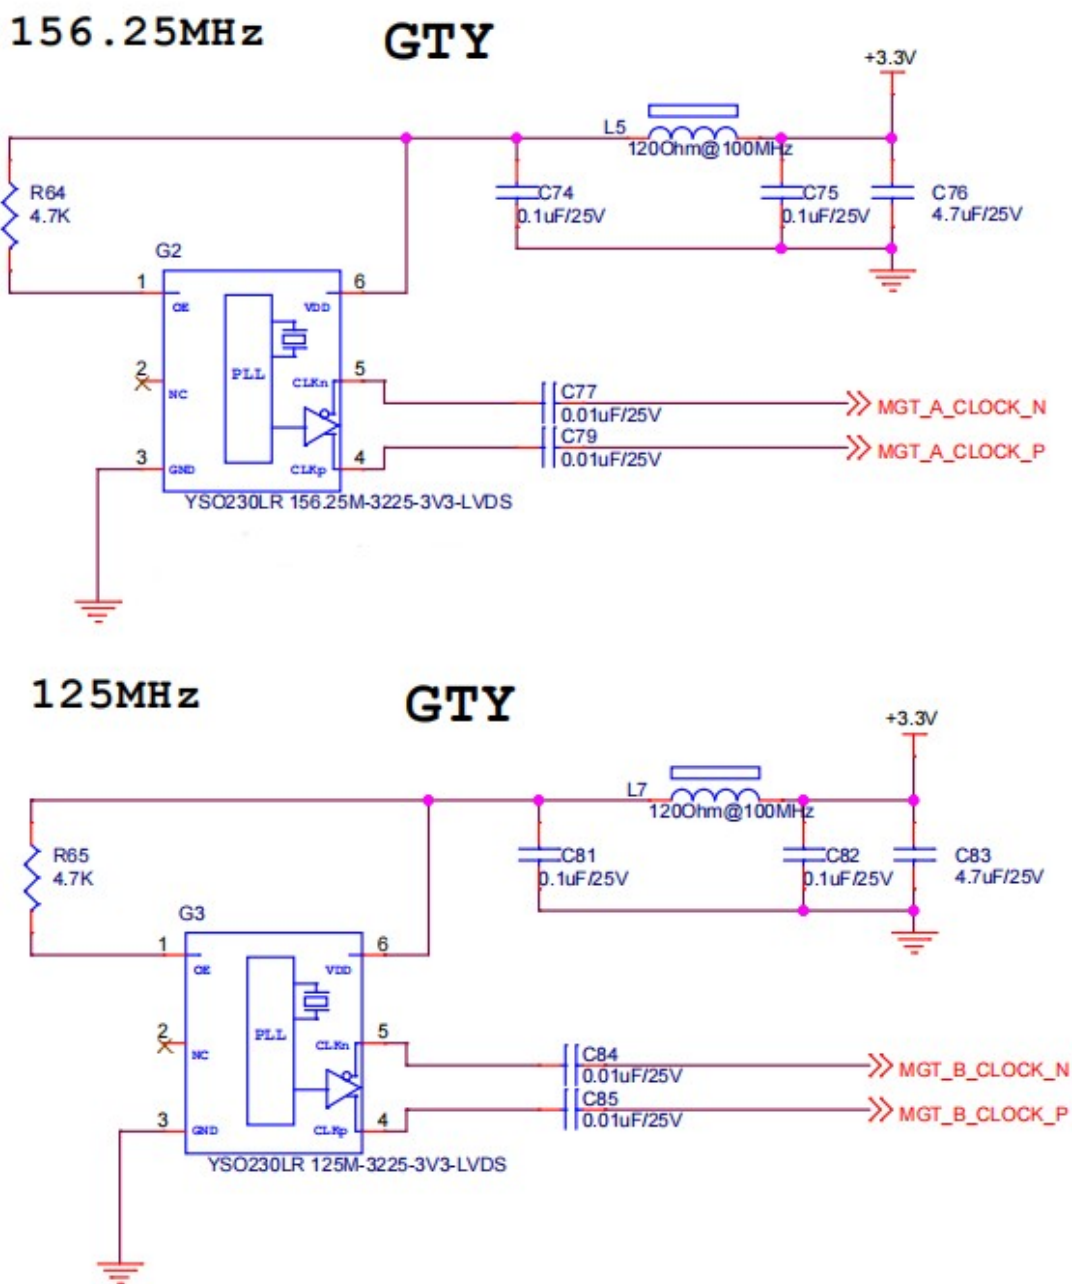 156.25MHz GTY
+3.3V
L5
120Ohm@100MHz
R64
4.7K
C74
0.1uF/25V
C75
0.1uF/25V
C76
4.7uF/25V
G2
1
OE
6
VDD
2
NC
PLL
5
CLKn
C77
0.01uF/25V
MGT_A_CLOCK_N
C79
0.01uF/25V
MGT_A_CLOCK_P
3
GND
4
CLKp
YSO230LR 156.25M-3225-3V3-LVDS
125MHz GTY
+3.3V
L7
120Ohm@100MHz
R65
4.7K
C81
0.1uF/25V
C82
0.1uF/25V
C83
4.7uF/25V
G3
1
OE
6
VDD
2
NC
PLL
5
CLKn
C84
0.01uF/25V
MGT_B_CLOCK_N
C85
0.01uF/25V
MGT_B_CLOCK_P
3
GND
4
CLKp
YSO230LR 125M-3225-3V3-LVDS